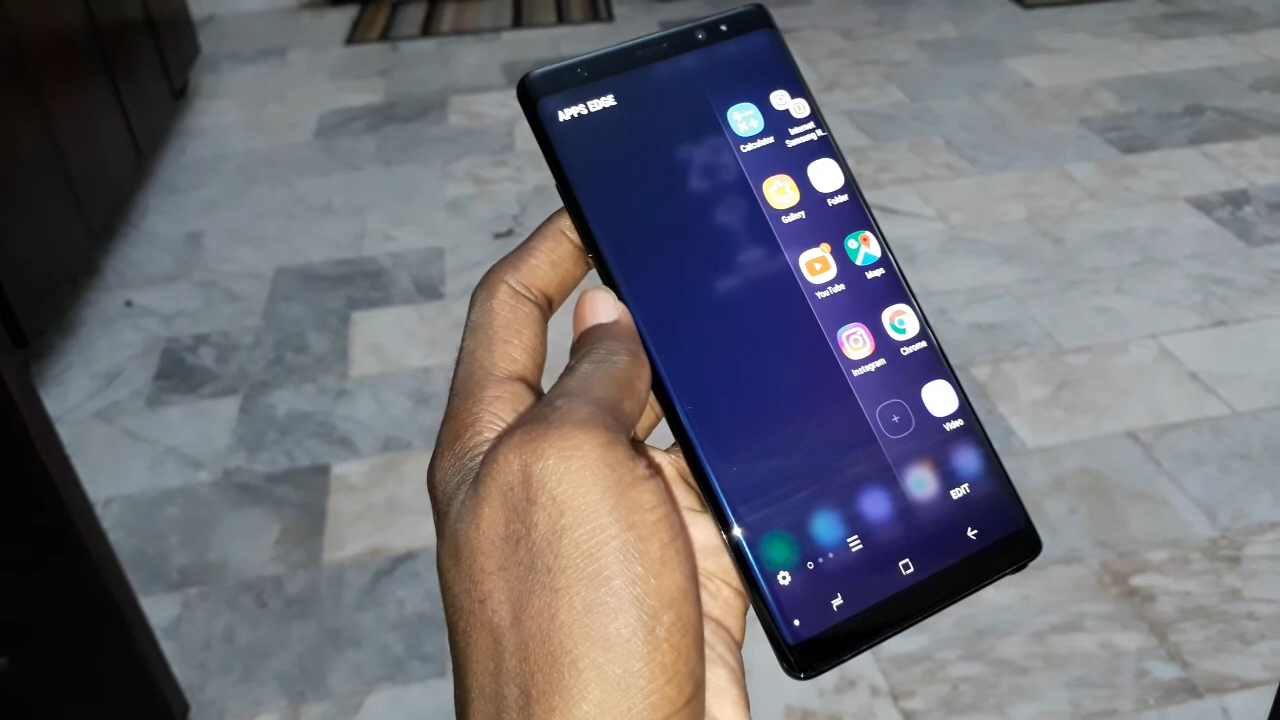 APPS EDGE
Calculator
Internet
Samsung N...
Gallery
Folder
YouTube
Maps
Instagram
Chrome
Video
EDIT